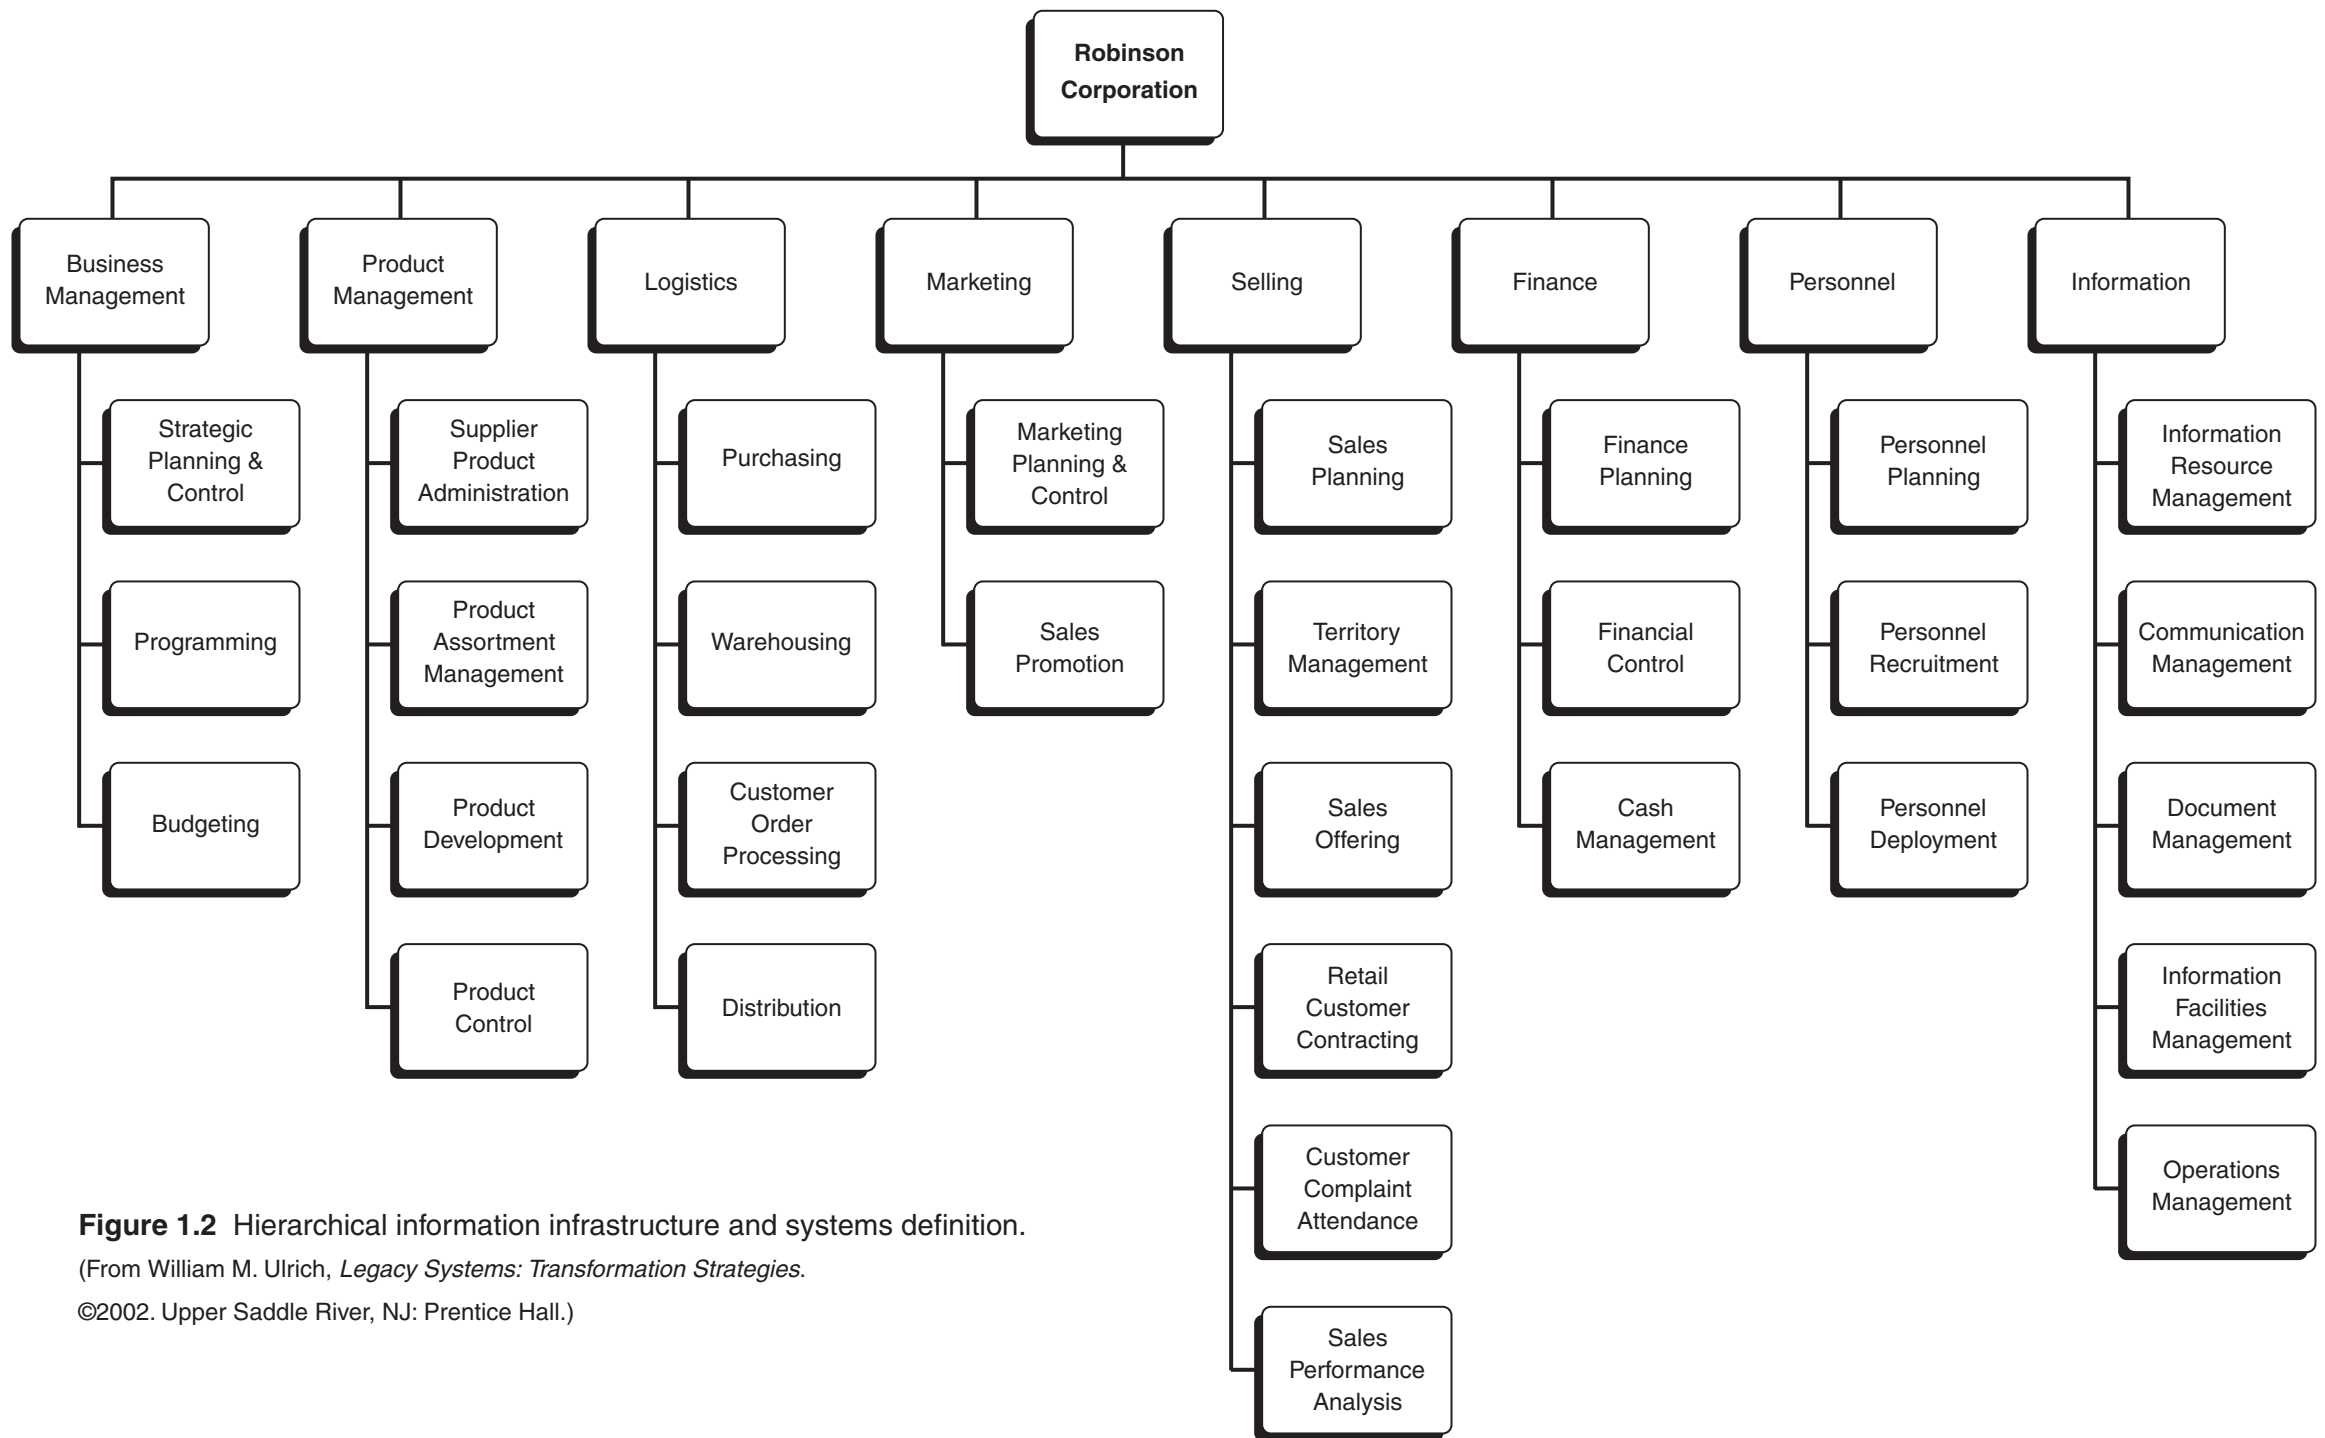 Robinson
Corporation
Business
Management
Product
Management
Logistics
Marketing
Selling
Finance
Personnel
Information
Strategic
Planning &
Control
Programming
Budgeting
Supplier
Product
Administration
Product
Assortment
Management
Product
Development
Product
Control
Purchasing
Warehousing
Customer
Order
Processing
Distribution
Marketing
Planning &
Control
Sales
Promotion
Sales
Planning
Territory
Management
Sales
Offering
Retail
Customer
Contracting
Customer
Complaint
Attendance
Sales
Performance
Analysis
Finance
Planning
Financial
Control
Cash
Management
Personnel
Planning
Personnel
Recruitment
Personnel
Deployment
Information
Resource
Management
Communication
Management
Document
Management
Information
Facilities
Management
Operations
Management
Figure 1.2 Hierarchical information infrastructure and systems definition.
(From William M. Ulrich, Legacy Systems: Transformation Strategies.
©2002. Upper Saddle River, NJ: Prentice Hall.)